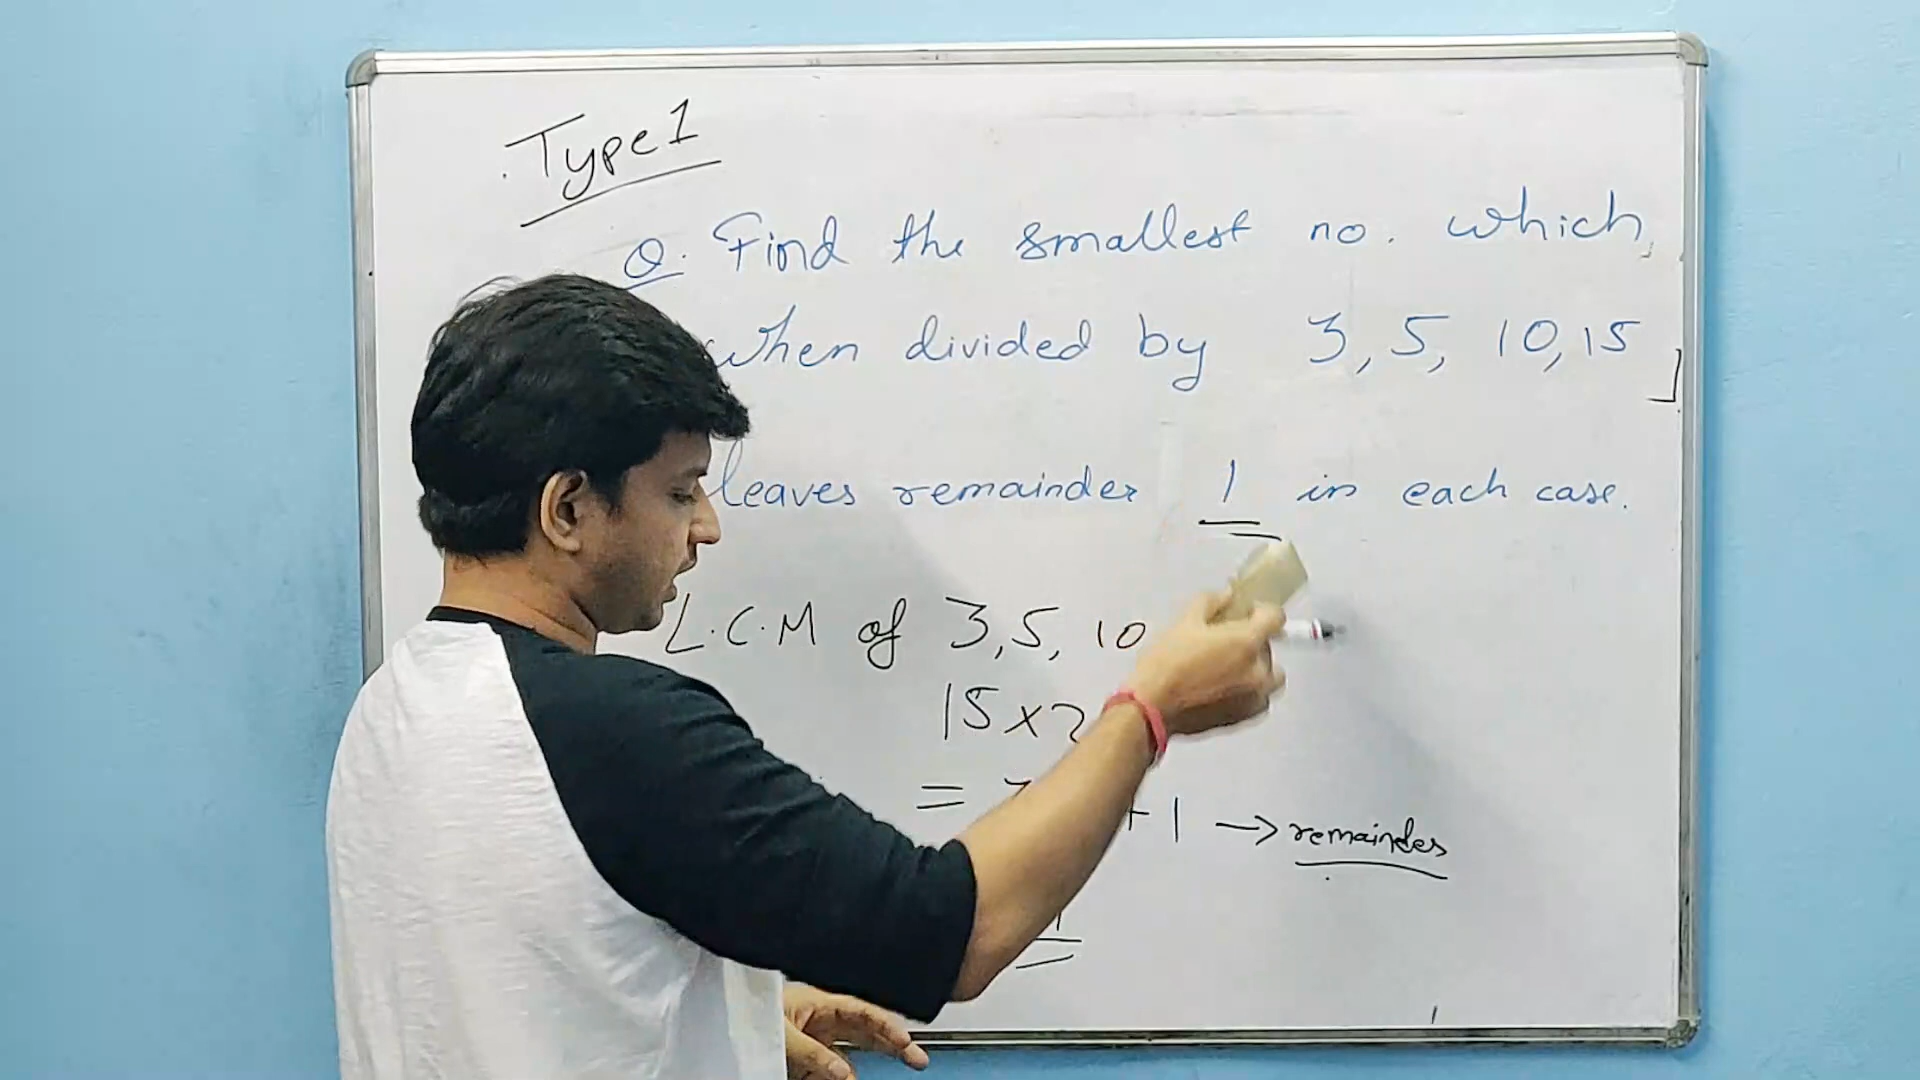 Type 1
Q. Find the smallest no. which,
when divided by 3, 5, 10, 15
leaves remainder 1 in each case.
L.C.M of 3, 5, 10
15 x 2
= + 1 -> remainder